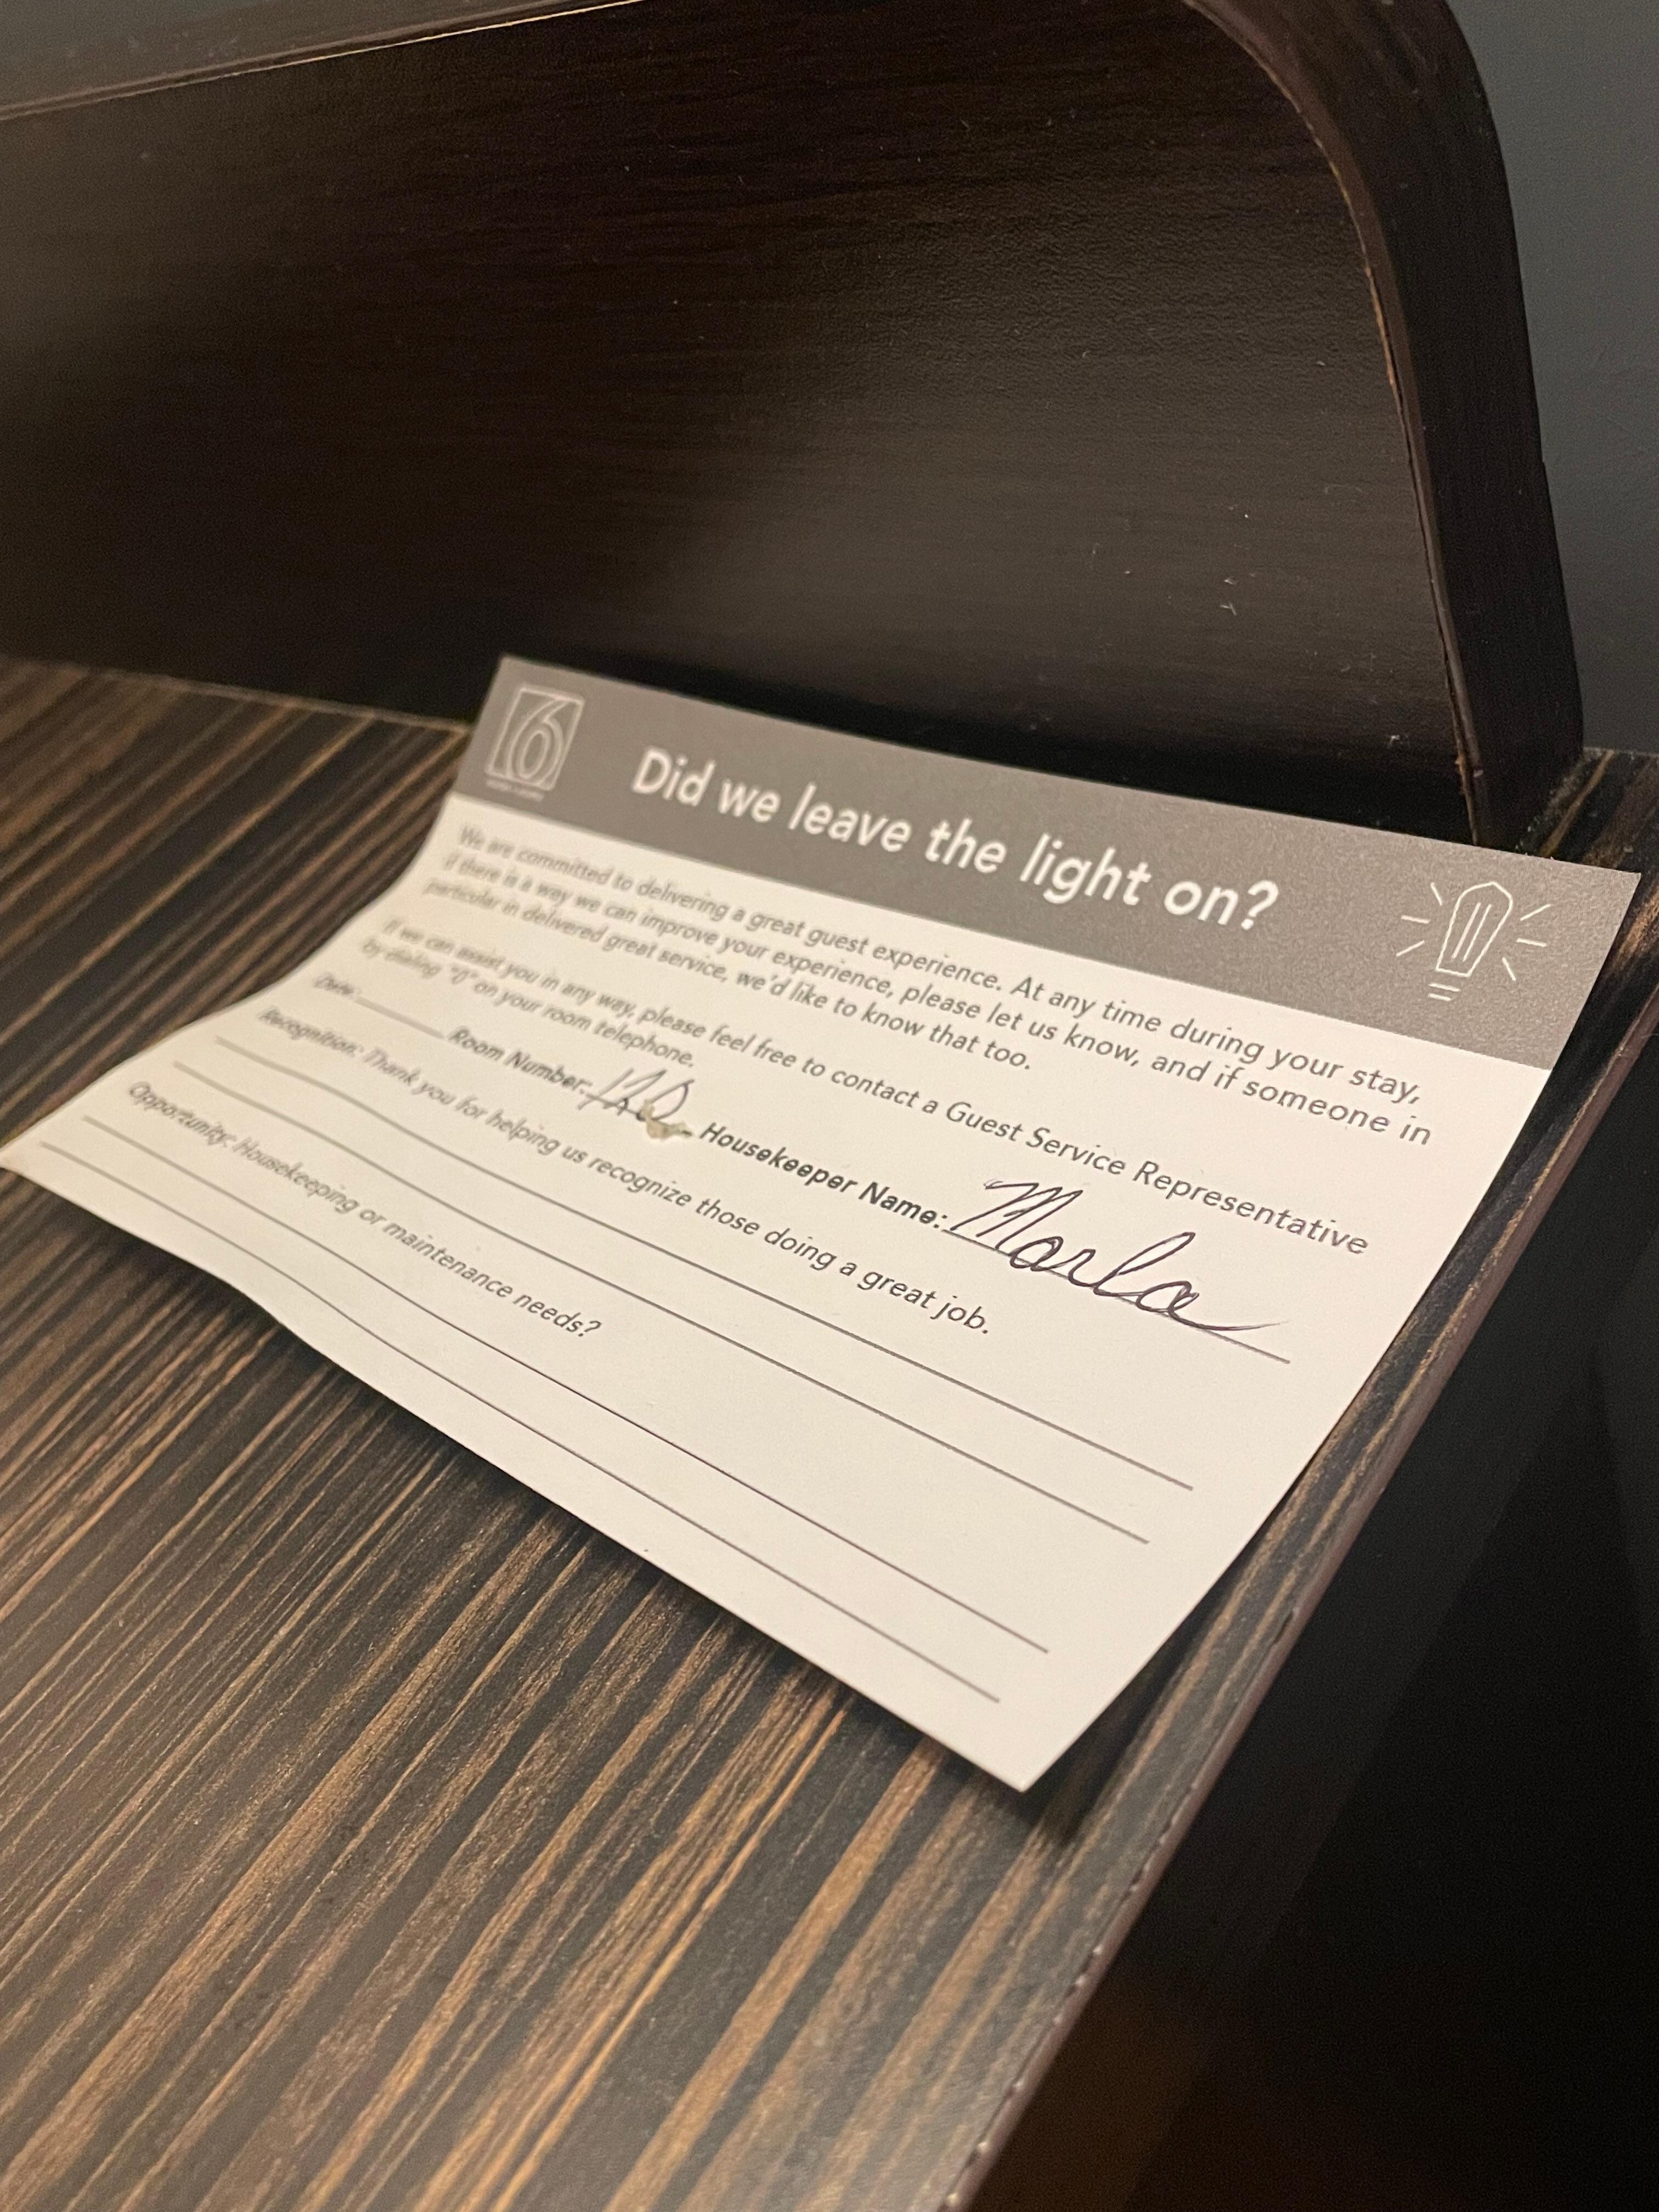 6
Did we leave the light on?
We are committed to delivering a great guest experience. At any time during your stay,
if there is a way we can improve your experience, please let us know, and if someone in
particular in delivered great service, we'd like to know that too.
If we can assist you in any way, please feel free to contact a Guest Service Representative
by dialing "0" on your room telephone.
Date: Room Number: Housekeeper Name: Marla
Recognition: Thank you for helping us recognize those doing a great job.
Opportunity: Housekeeping or maintenance needs?